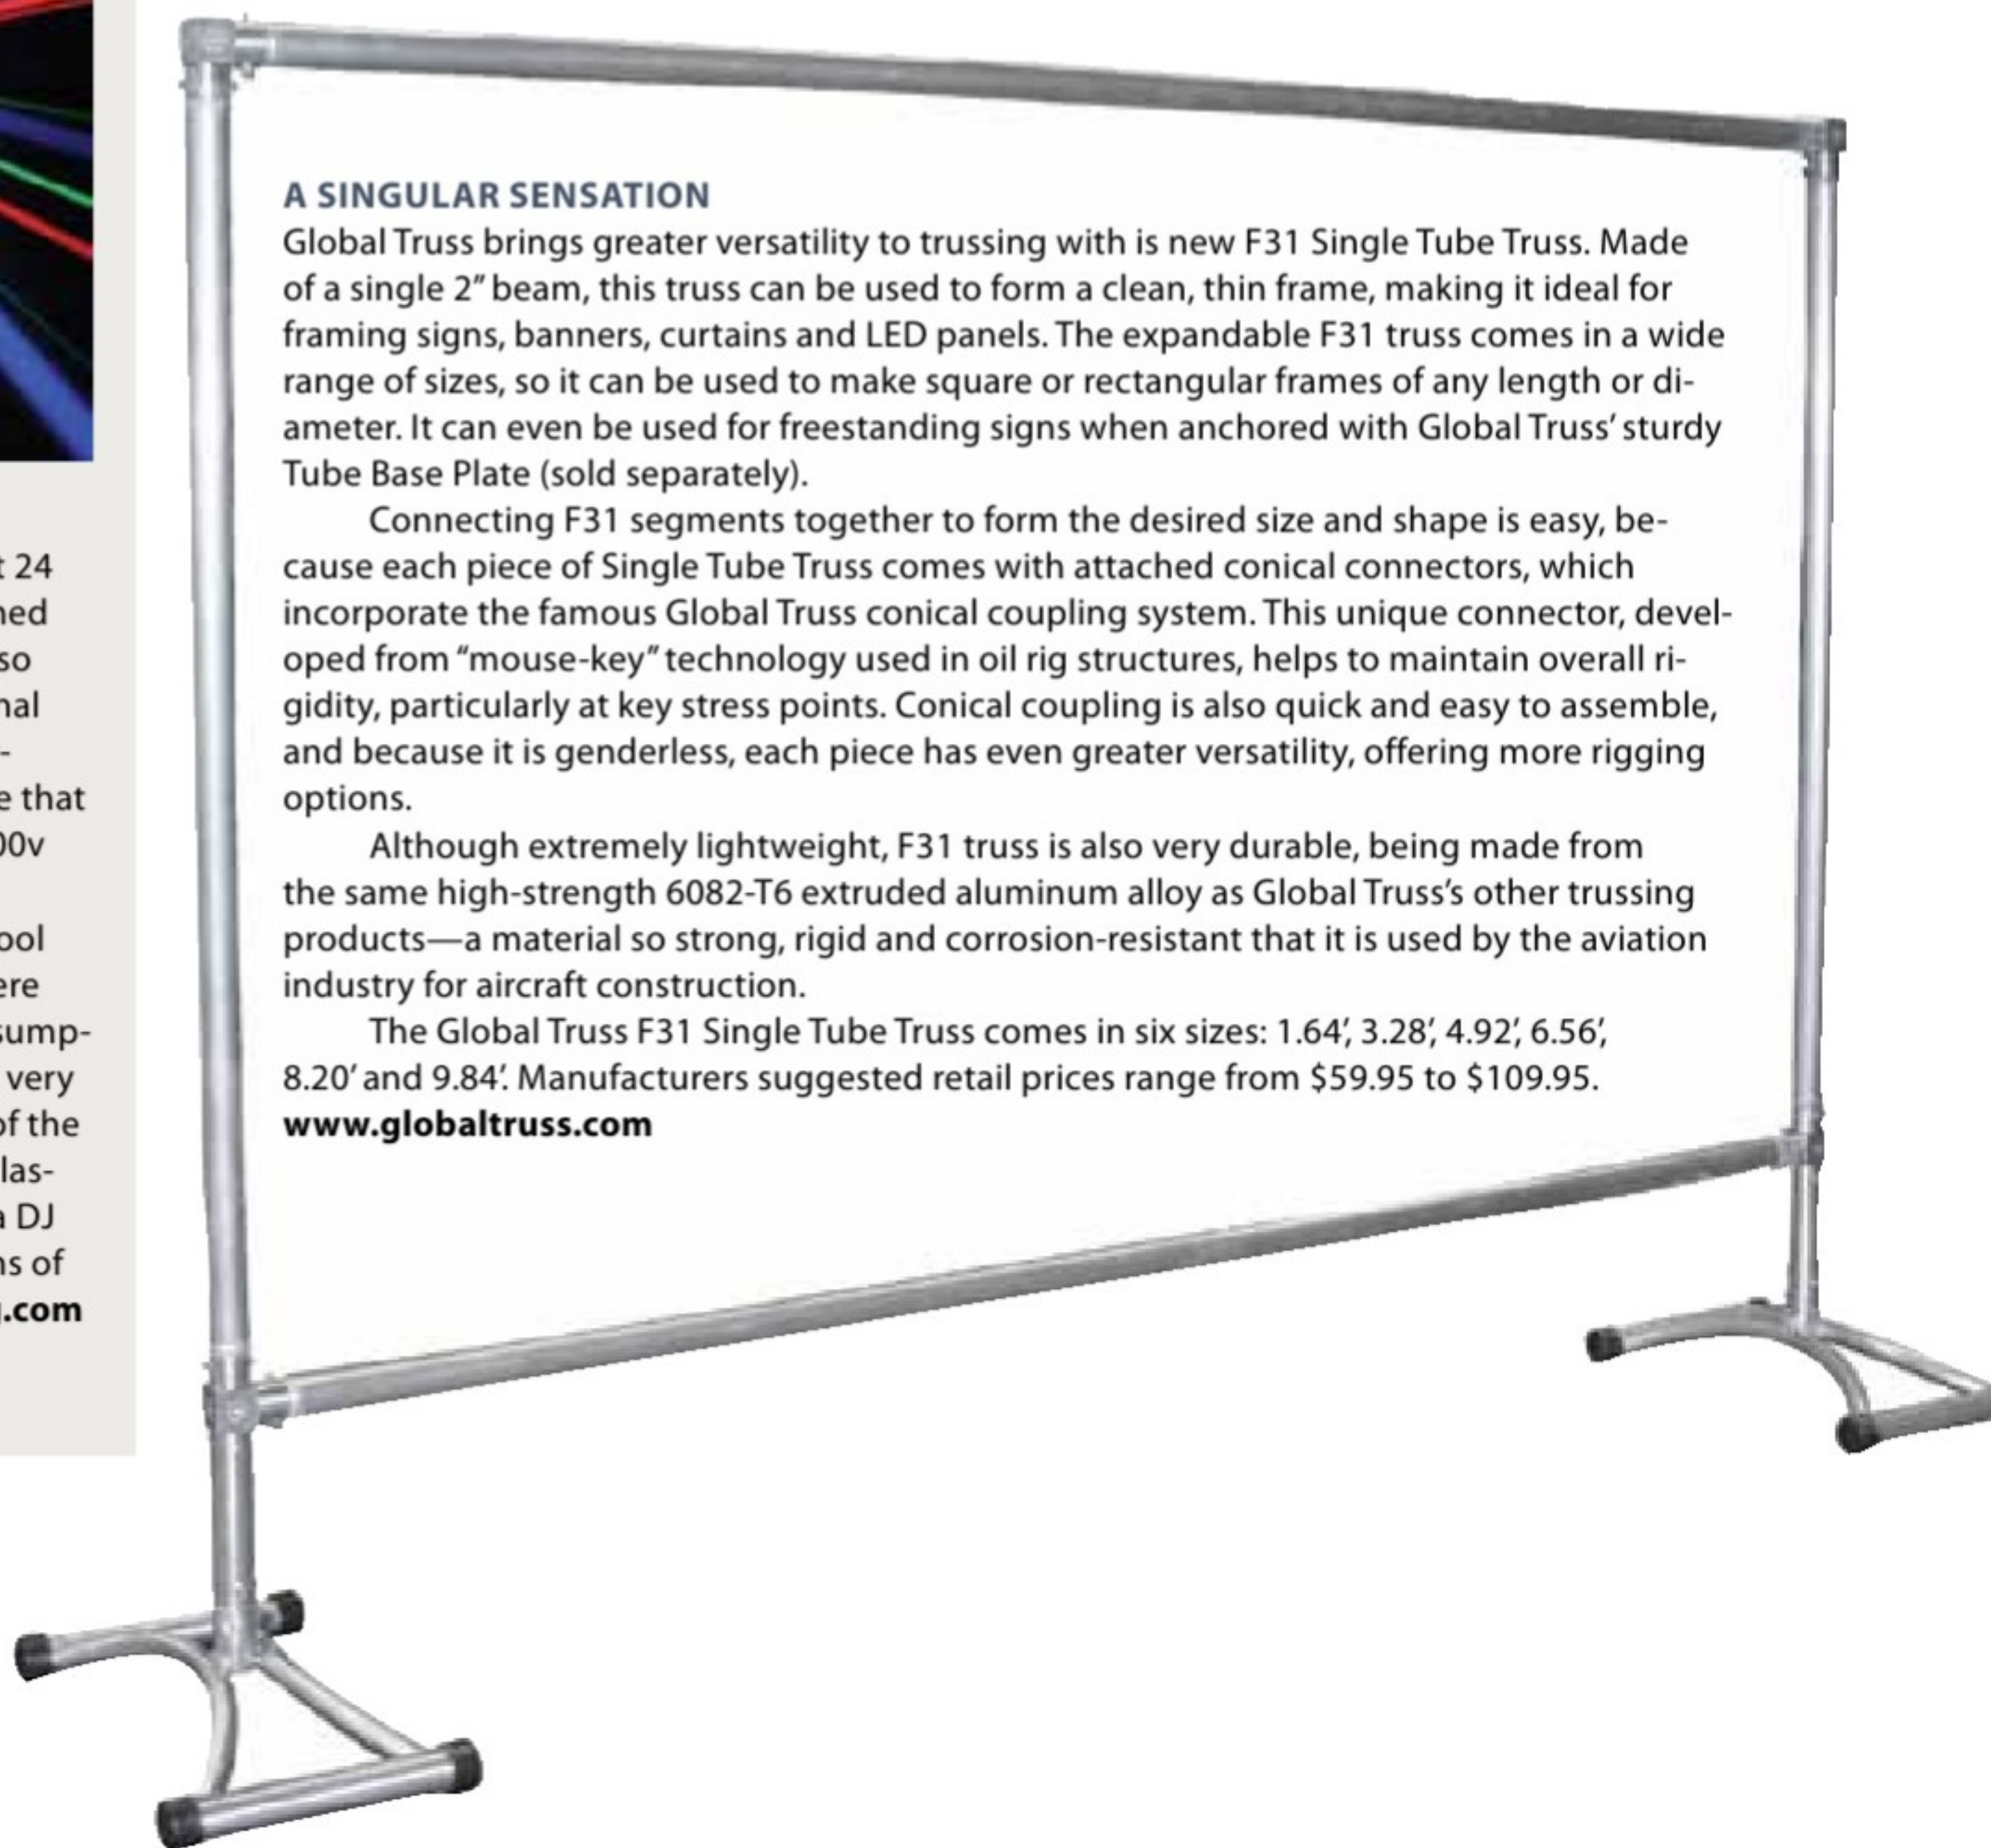 t 24
ned
so
nal
-
e that
00v
ool
ere
sump-
very
of the
las-
a DJ
ns of
.com
A SINGULAR SENSATION
Global Truss brings greater versatility to trussing with is new F31 Single Tube Truss. Made
of a single 2” beam, this truss can be used to form a clean, thin frame, making it ideal for
framing signs, banners, curtains and LED panels. The expandable F31 truss comes in a wide
range of sizes, so it can be used to make square or rectangular frames of any length or di-
ameter. It can even be used for freestanding signs when anchored with Global Truss’ sturdy
Tube Base Plate (sold separately).
Connecting F31 segments together to form the desired size and shape is easy, be-
cause each piece of Single Tube Truss comes with attached conical connectors, which
incorporate the famous Global Truss conical coupling system. This unique connector, devel-
oped from “mouse-key” technology used in oil rig structures, helps to maintain overall ri-
gidity, particularly at key stress points. Conical coupling is also quick and easy to assemble,
and because it is genderless, each piece has even greater versatility, offering more rigging
options.
Although extremely lightweight, F31 truss is also very durable, being made from
the same high-strength 6082-T6 extruded aluminum alloy as Global Truss’s other trussing
products—a material so strong, rigid and corrosion-resistant that it is used by the aviation
industry for aircraft construction.
The Global Truss F31 Single Tube Truss comes in six sizes: 1.64’, 3.28’, 4.92’, 6.56’,
8.20’ and 9.84’. Manufacturers suggested retail prices range from $59.95 to $109.95.
www.globaltruss.com